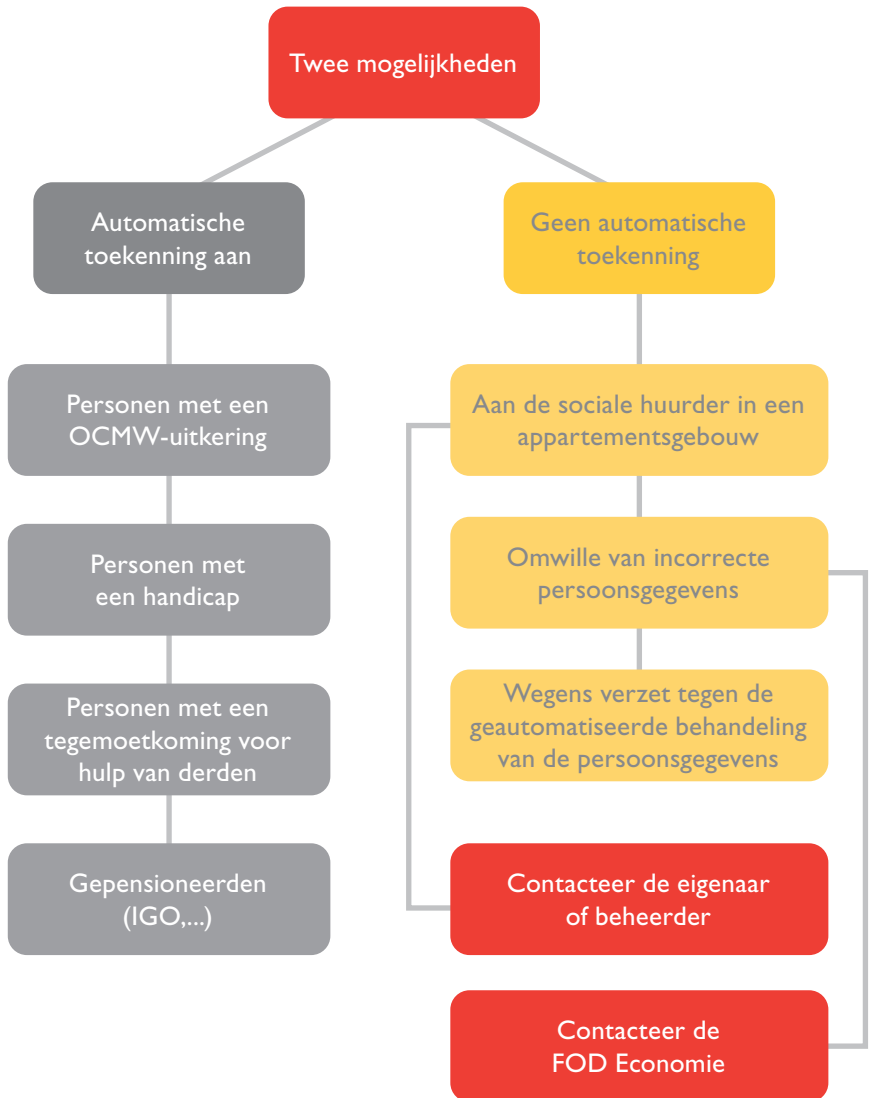 Twee mogelijkheden
Automatische
toekenning aan
Geen automatische
toekenning
Personen met een
OCMW-uitkering
Aan de sociale huurder in een
appartementsgebouw
Personen met
een handicap
Omwille van incorrecte
persoonsgegevens
Personen met een
tegemoetkoming voor
hulp van derden
Wegens verzet tegen de
geautomatiseerde behandeling
van de persoonsgegevens
Gepensioneerden
(IGO,...)
Contacteer de eigenaar
of beheerder
Contacteer de
FOD Economie